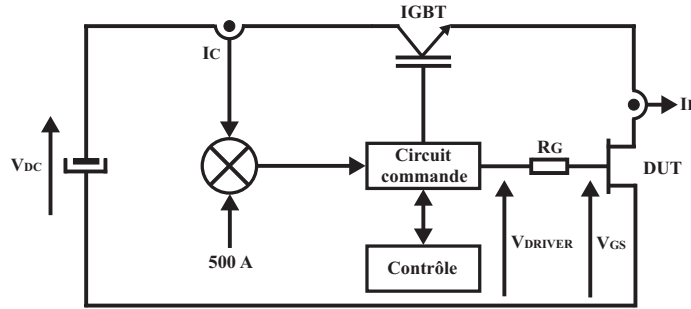 IGBT
IC
ID
VDC
Circuit
commande
RG
DUT
VDRIVER
VGS
500 A
Contrôle